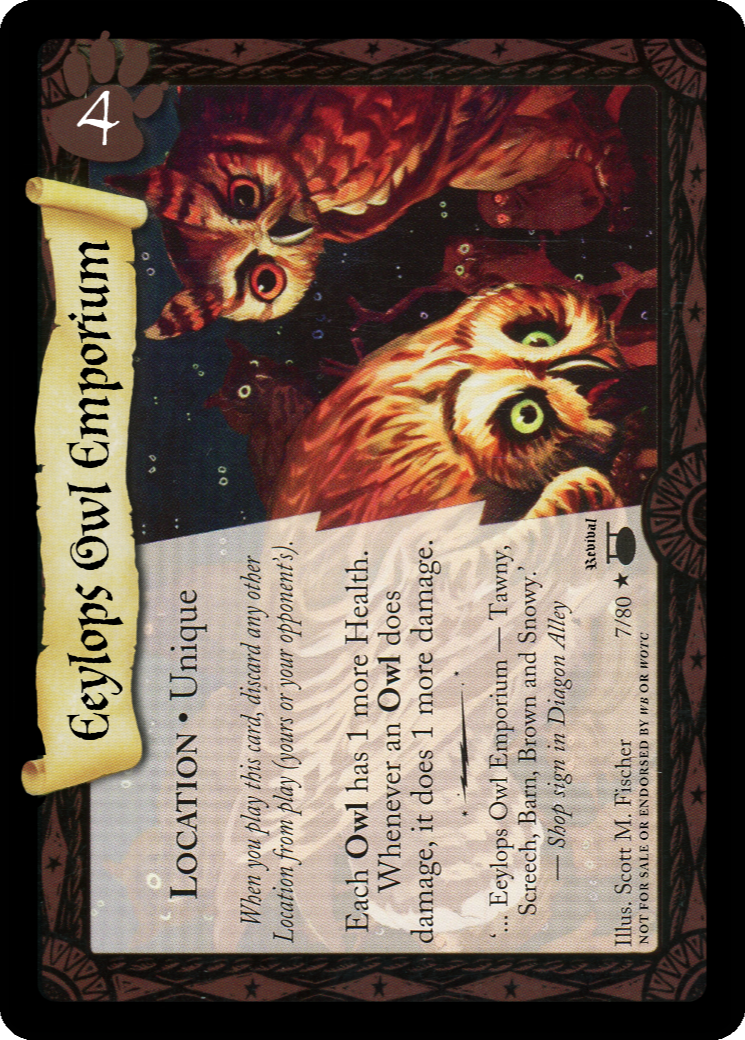 Eeylops Owl Emporium
4
LOCATION • Unique
When you play this card, discard any other
Location from play (yours or your opponent's).
Each Owl has 1 more Health.
Whenever an Owl does
damage, it does 1 more damage.
‘... Eeylops Owl Emporium — Tawny,
Screech, Barn, Brown and Snowy.’
— Shop sign in Diagon Alley
Revival
Illus. Scott M. Fischer 7/80 ★
NOT FOR SALE OR ENDORSED BY WB OR WOTC